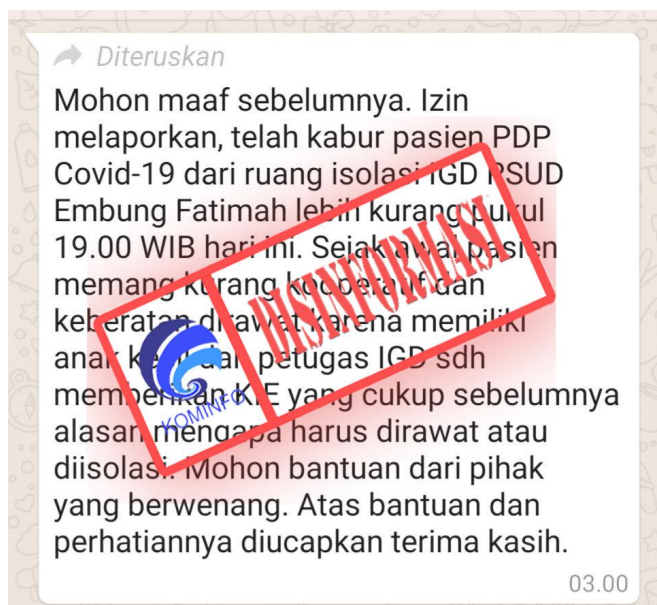 Diteruskan
Mohon maaf sebelumnya. Izin
melaporkan, telah kabur pasien PDP
Covid-19 dari ruang isolasi IGD RSUD
Embung Fatimah lebih kurang pukul
19.00 WIB hari ini. Sejak awal pasien
memang kurang kooperatif dan
keberatan dirawat karena memiliki
anak kecil dan petugas IGD sdh
memberikan KIE yang cukup sebelumnya
alasan mengapa harus dirawat atau
diisolasi. Mohon bantuan dari pihak
yang berwenang. Atas bantuan dan
perhatiannya diucapkan terima kasih.
03.00
KOMINFO
DISINFORMASI